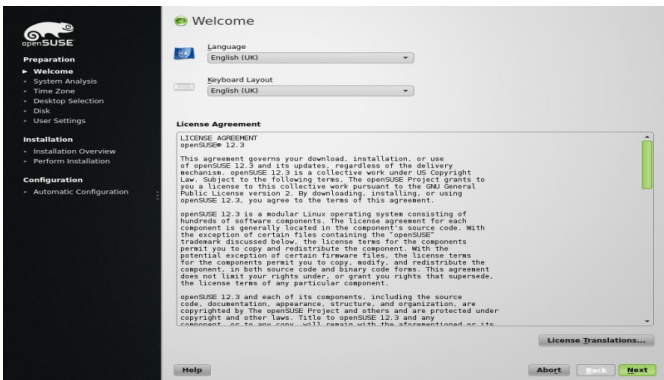 openSUSE
Preparation
Welcome
System Analysis
Time Zone
Desktop Selection
Disk
User Settings
Installation
Installation Overview
Perform Installation
Configuration
Automatic Configuration
Welcome
Language
English (UK)
Keyboard Layout
English (UK)
License Agreement
LICENSE AGREEMENT
openSUSE® 12.3
This agreement governs your download, installation, or use
of openSUSE 12.3 and its updates, regardless of the delivery
mechanism. openSUSE 12.3 is a collective work under US Copyright
Law. Subject to the following terms, The openSUSE Project grants to
you a license to this collective work pursuant to the GNU General
Public License version 2. By downloading, installing, or using
openSUSE 12.3, you agree to the terms of this agreement.
openSUSE 12.3 is a modular Linux operating system consisting of
hundreds of software components. The license agreement for each
component is generally located in the component's source code. With
the exception of certain files containing the "openSUSE"
trademark discussed below, the license terms for the components
permit you to copy and redistribute the component. With the
potential exception of certain firmware files, the license terms
for the components permit you to copy, modify, and redistribute the
component, in both source code and binary code forms. This agreement
does not limit your rights under, or grant you rights that supersede,
the license terms of any particular component.
openSUSE 12.3 and each of its components, including the source
code, documentation, appearance, structure, and organization, are
copyrighted by The openSUSE Project and others and are protected under
copyright and other laws. Title to openSUSE 12.3 and any
component, or to any copy, will remain with the aforementioned or its
License Translations...
Help
Abort
Back
Next